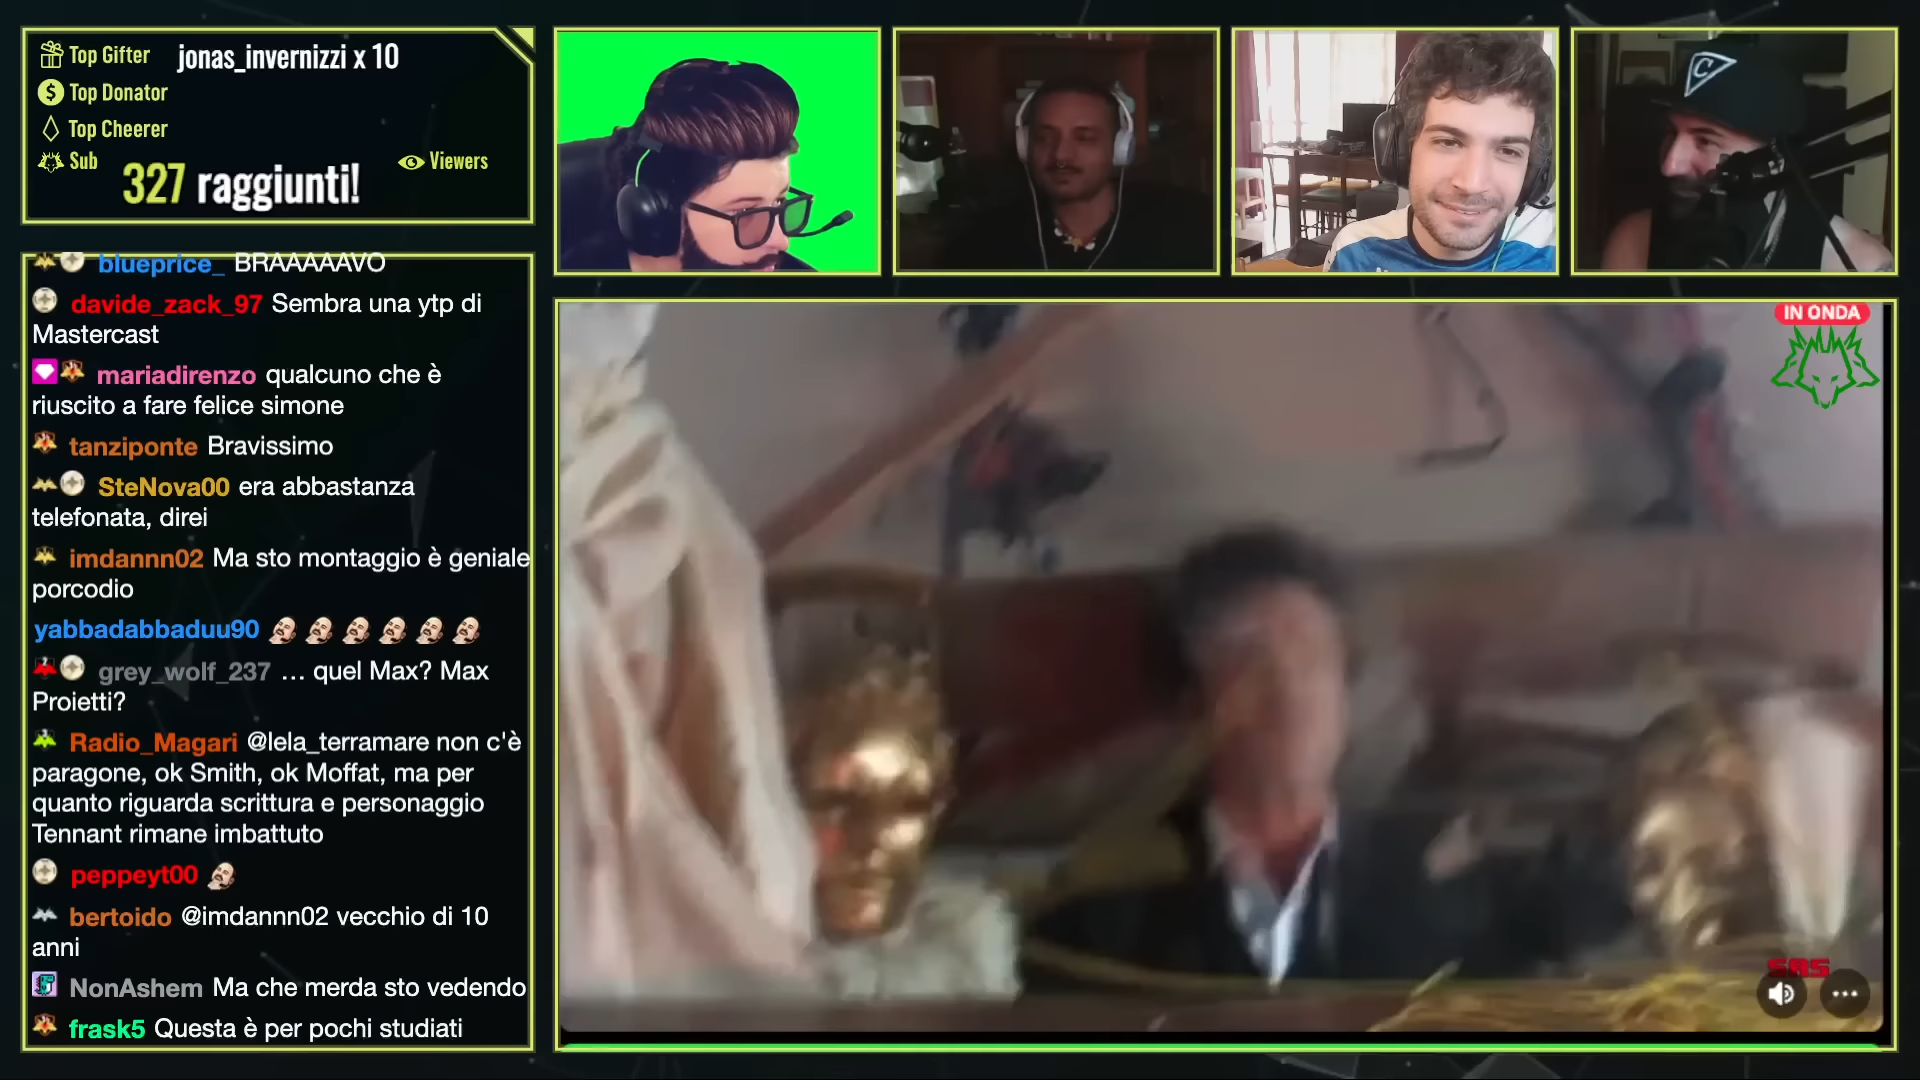 Top Gifter jonas_invernizzi x 10
Top Donator
Top Cheerer
Sub
327 raggiunti!
Viewers
blueprice_ BRAAAAAVO
davide_zack_97 Sembra una ytp di
Mastercast
mariadirenzo qualcuno che è
riuscito a fare felice simone
tanziponte Bravissimo
SteNova00 era abbastanza
telefonata, direi
imdannn02 Ma sto montaggio è geniale
porcodio
yabbadabbaduu90
grey_wolf_237 … quel Max? Max
Proietti?
Radio_Magari @lela_terramare non c'è
paragone, ok Smith, ok Moffat, ma per
quanto riguarda scrittura e personaggio
Tennant rimane imbattuto
peppeyt00
bertoido @imdannn02 vecchio di 10
anni
NonAshem Ma che merda sto vedendo
frask5 Questa è per pochi studiati
C
IN ONDA
SAS